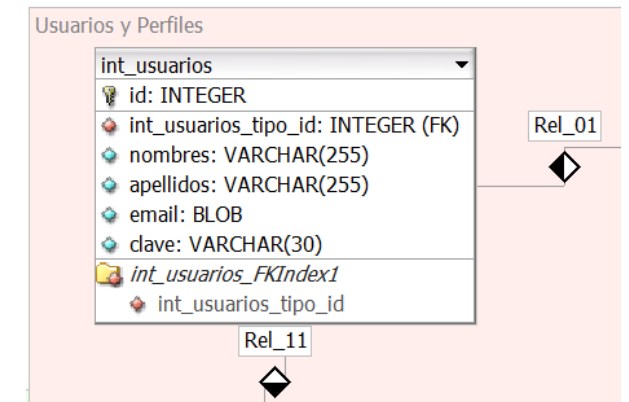 Usuarios y Perfiles
int_usuarios
id: INTEGER
int_usuarios_tipo_id: INTEGER (FK)
Rel_01
nombres: VARCHAR(255)
apellidos: VARCHAR(255)
email: BLOB
clave: VARCHAR(30)
int_usuarios_FKIndex1
int_usuarios_tipo_id
Rel_11